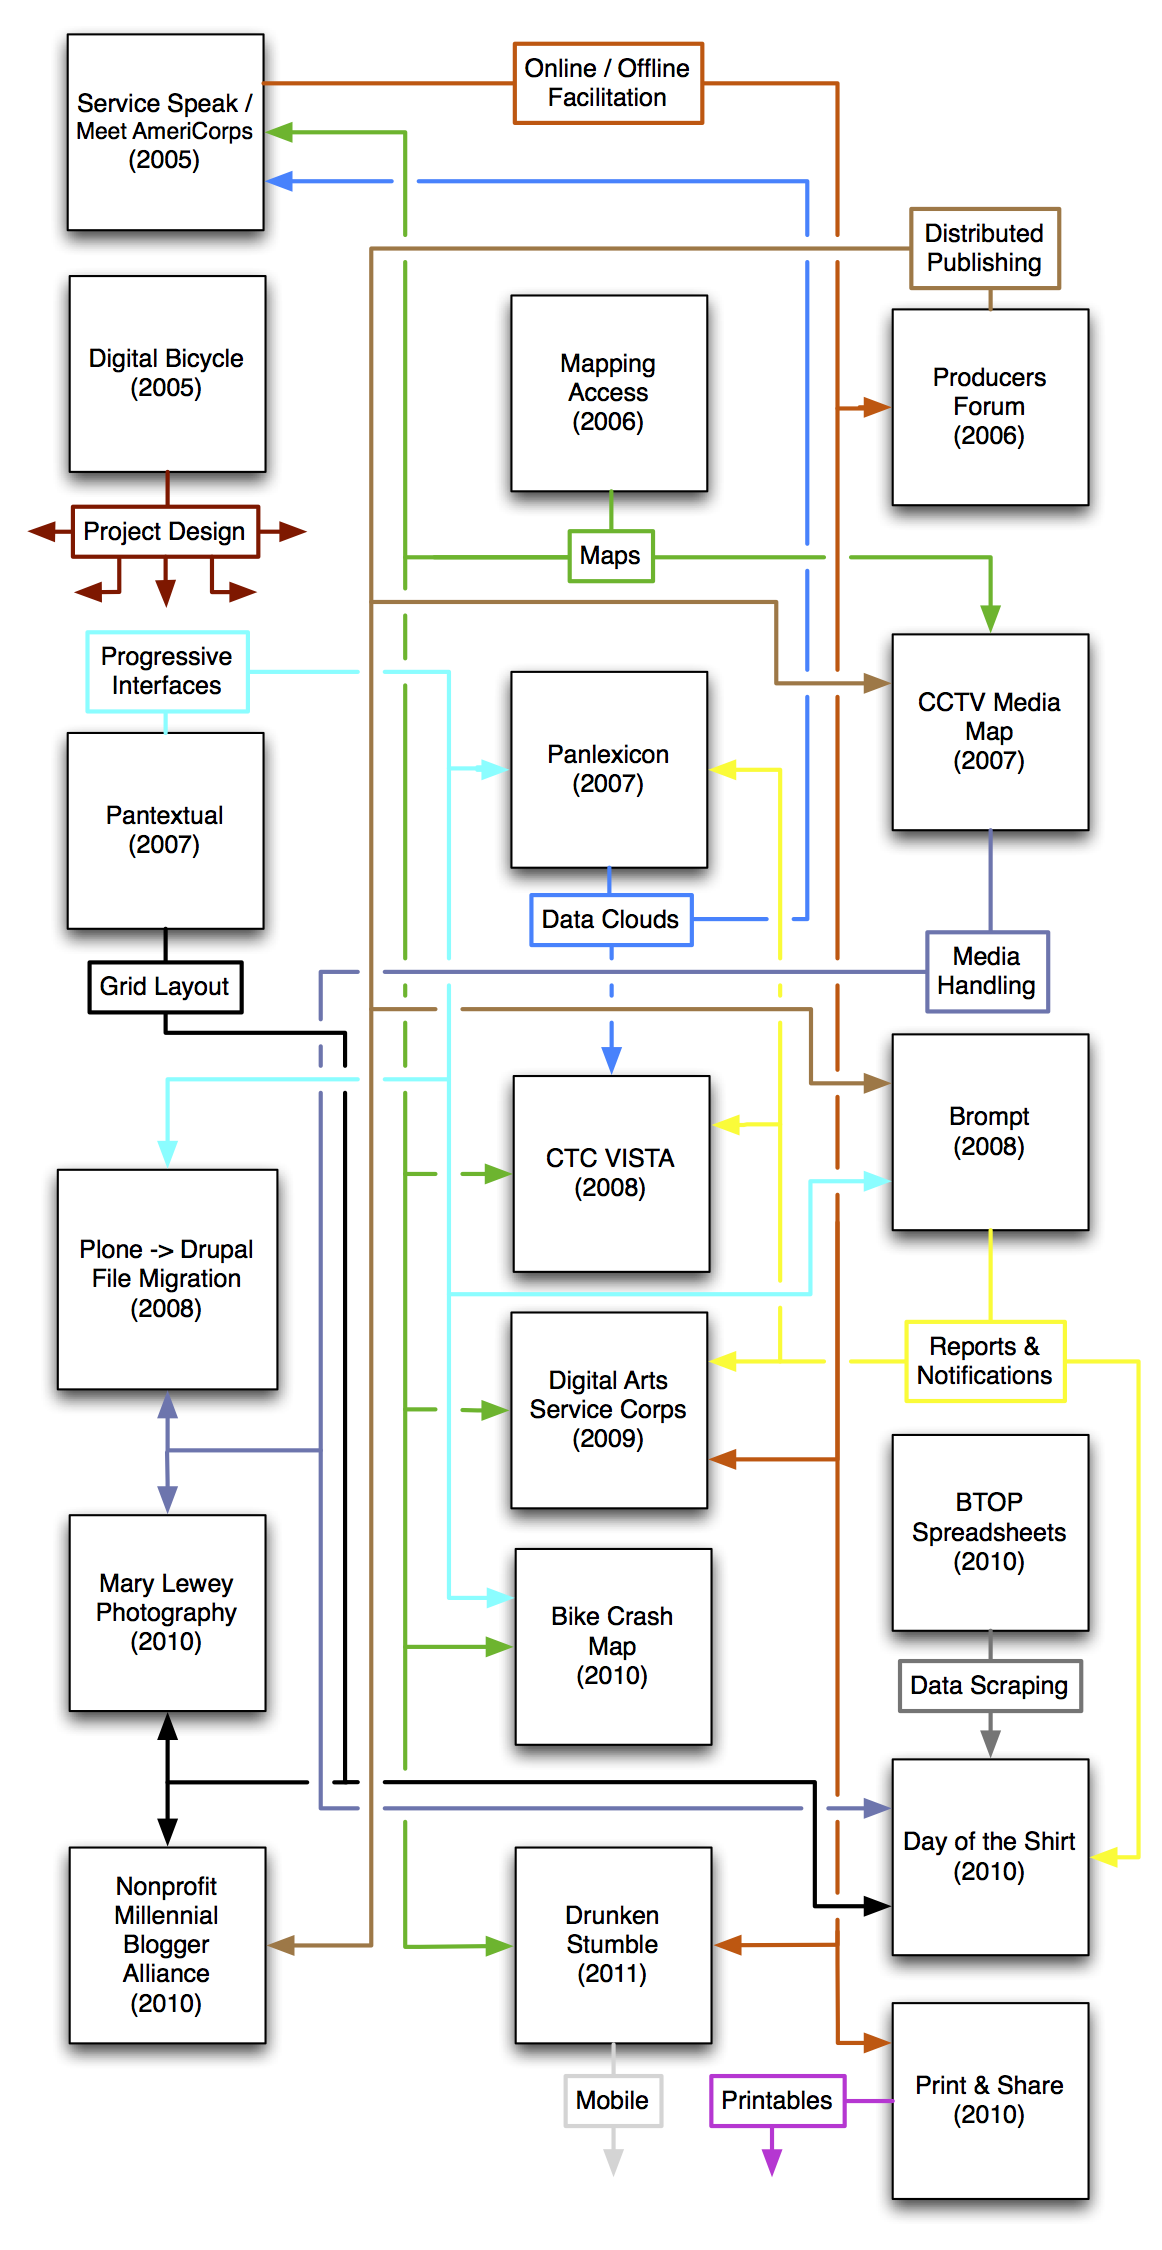 Online / Offline
Facilitation
Service Speak /
Meet AmeriCorps
(2005)
Distributed
Publishing
Digital Bicycle
(2005)
Mapping
Access
(2006)
Producers
Forum
(2006)
Project Design
Maps
Progressive
Interfaces
Panlexicon
(2007)
CCTV Media
Map
(2007)
Pantextual
(2007)
Data Clouds
Media
Handling
Grid Layout
Brompt
(2008)
CTC VISTA
(2008)
Plone -> Drupal
File Migration
(2008)
Reports &
Notifications
Digital Arts
Service Corps
(2009)
BTOP
Spreadsheets
(2010)
Mary Lewey
Photography
(2010)
Bike Crash
Map
(2010)
Data Scraping
Day of the Shirt
(2010)
Nonprofit
Millennial
Blogger
Alliance
(2010)
Drunken
Stumble
(2011)
Mobile
Printables
Print & Share
(2010)